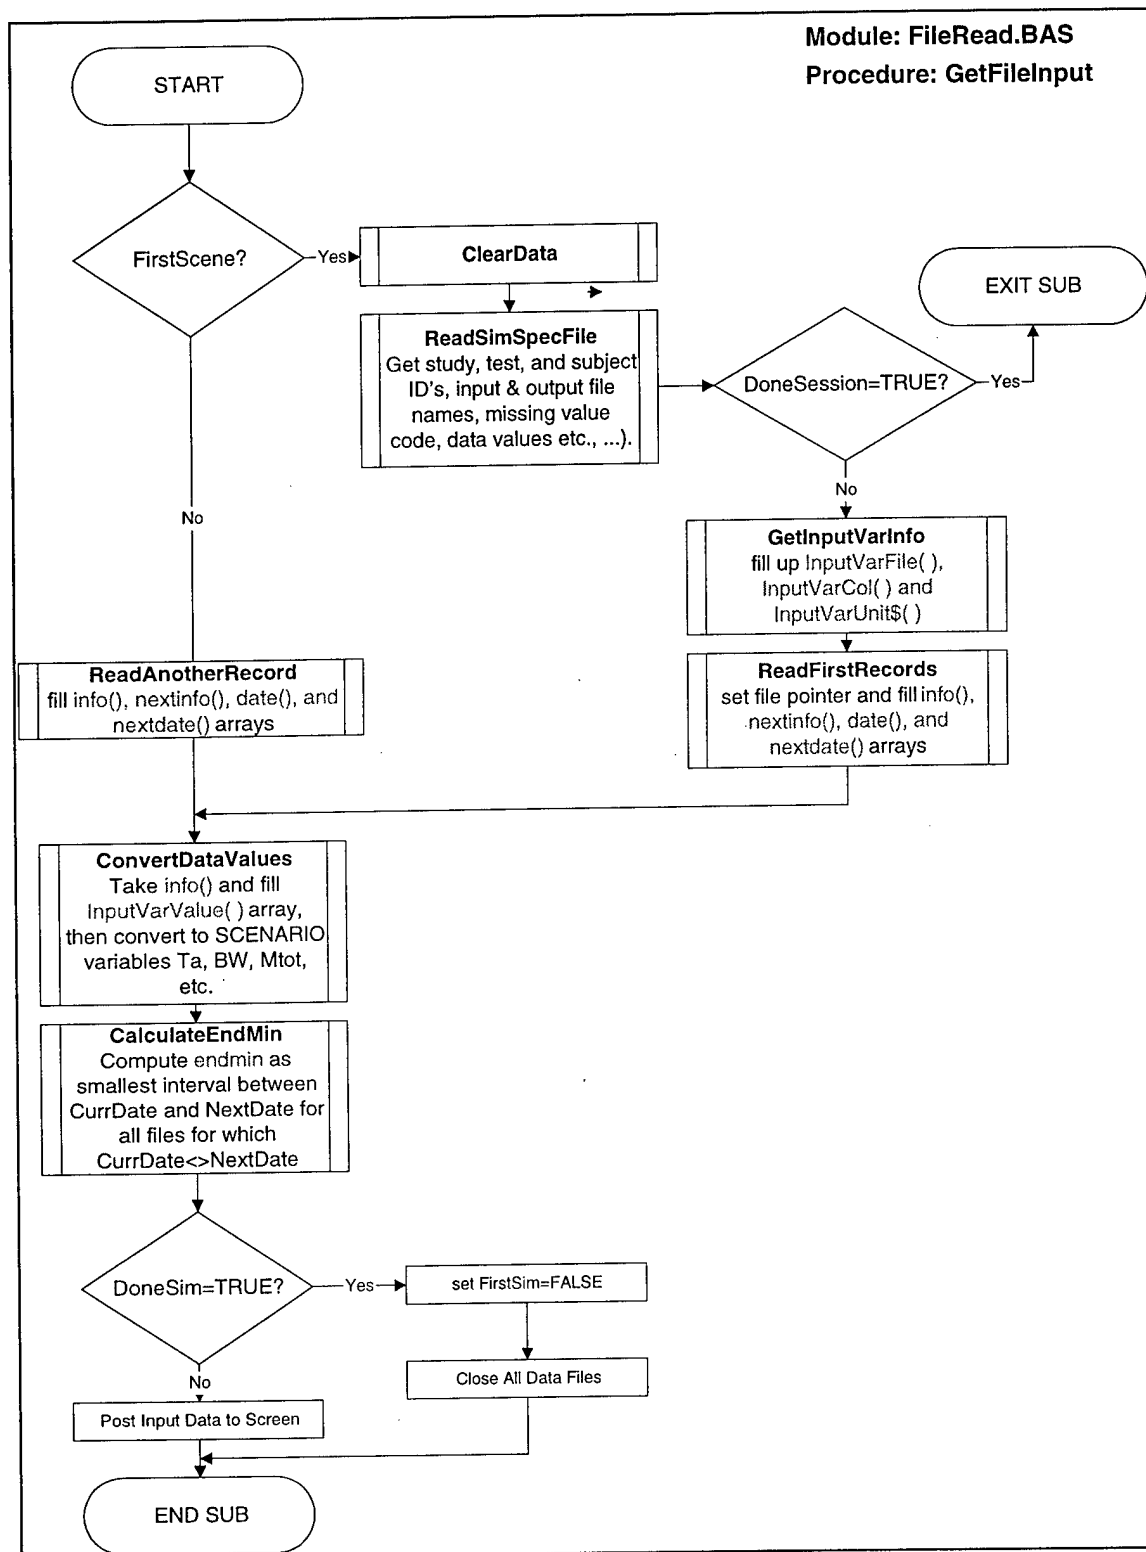 Module: FileRead.BAS
Procedure: GetFileInput
START
FirstScene?
Yes
ClearData
EXIT SUB
ReadSimSpecFile
Get study, test, and subject
ID's, input & output file
names, missing value
code, data values etc., ...).
DoneSession=TRUE?
Yes
No
No
GetInputVarInfo
fill up InputVarFile( ),
InputVarCol( ) and
InputVarUnit$( )
ReadAnotherRecord
fill info(), nextinfo(), date(), and
nextdate() arrays
ReadFirstRecords
set file pointer and fill info(),
nextinfo(), date(), and
nextdate() arrays
ConvertDataValues
Take info() and fill
InputVarValue( ) array,
then convert to SCENARIO
variables Ta, BW, Mtot,
etc.
CalculateEndMin
Compute endmin as
smallest interval between
CurrDate and NextDate for
all files for which
CurrDate<>NextDate
DoneSim=TRUE?
Yes
set FirstSim=FALSE
No
Close All Data Files
Post Input Data to Screen
END SUB